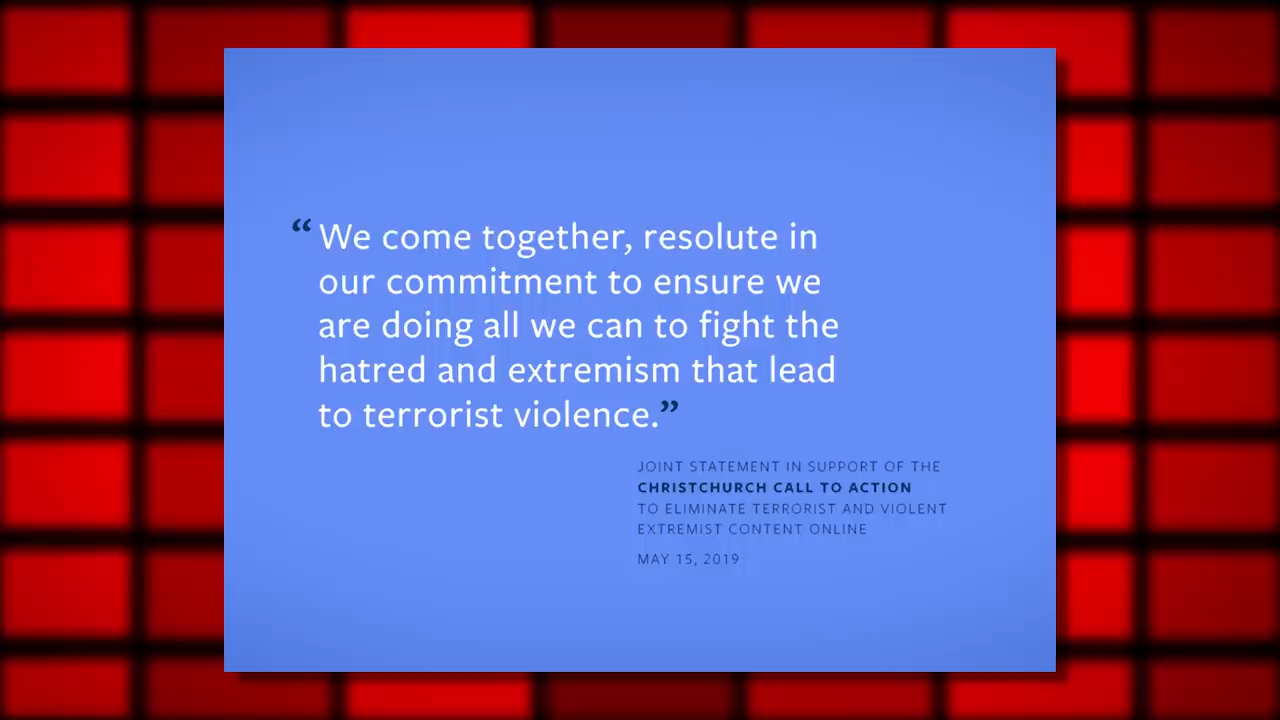 “We come together, resolute in
our commitment to ensure we
are doing all we can to fight the
hatred and extremism that lead
to terrorist violence.”
JOINT STATEMENT IN SUPPORT OF THE
CHRISTCHURCH CALL TO ACTION
TO ELIMINATE TERRORIST AND VIOLENT
EXTREMIST CONTENT ONLINE
MAY 15, 2019